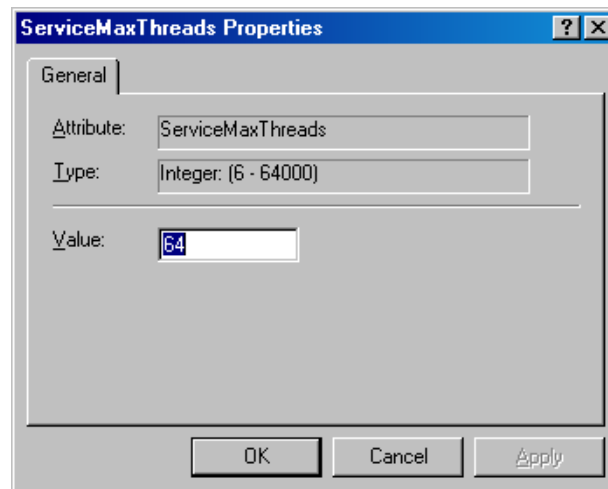 ServiceMaxThreads Properties
General
Attribute: ServiceMaxThreads
Type: Integer: (6 - 64000)
Value: 64
OK Cancel Apply